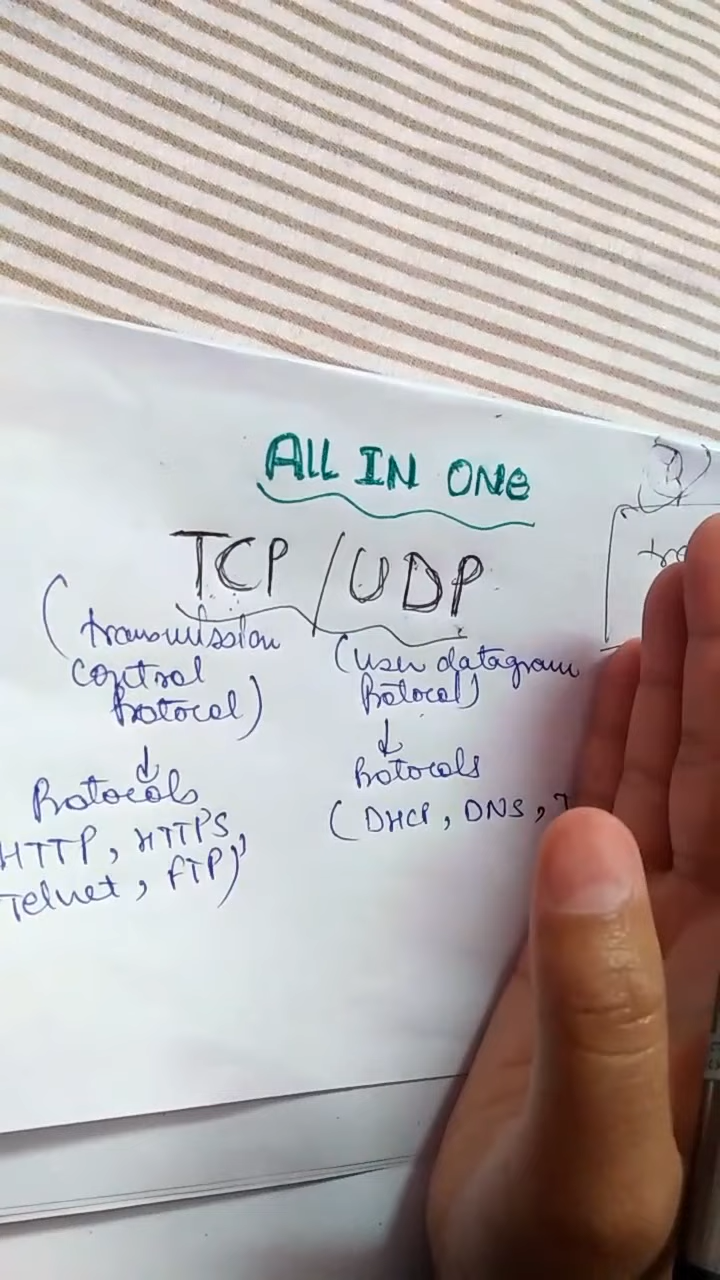 ALL IN ONE
TCP / UDP
(transmission
control
Protocol)
(user datagram
Protocol)
↓
Protocols
HTTP, HTTPS,
Telnet, FTP)
↓
Protocols
(DHCP, DNS, T